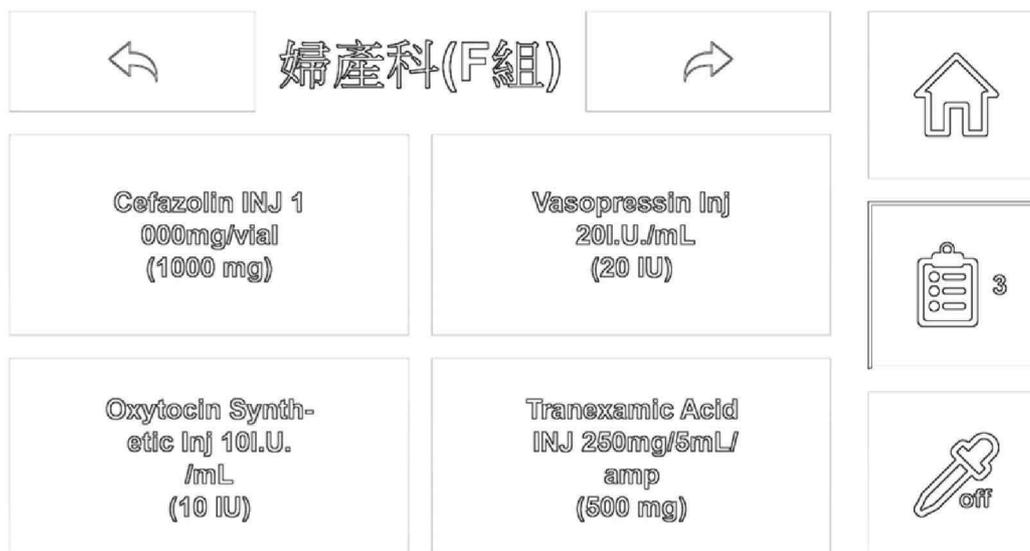 婦產科(F組)
Cefazolin INJ 1
000mg/vial
(1000 mg)
Vasopressin Inj
20I.U./mL
(20 IU)
3
Oxytocin Synth-
etic Inj 10I.U.
/mL
(10 IU)
Tranexamic Acid
INJ 250mg/5mL/
amp
(500 mg)
off